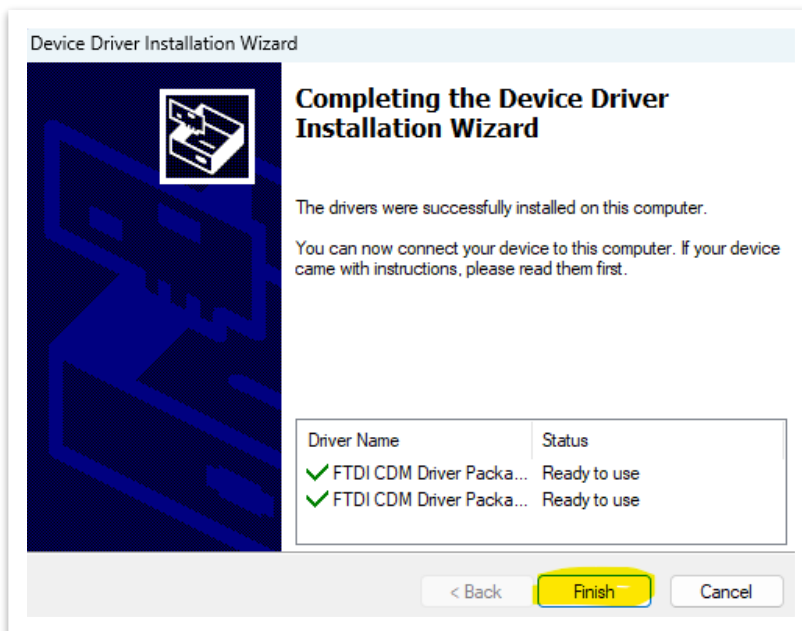 Device Driver Installation Wizard
Completing the Device Driver
Installation Wizard
The drivers were successfully installed on this computer.
You can now connect your device to this computer. If your device
came with instructions, please read them first.
Driver Name Status
FTDI CDM Driver Packa... Ready to use
FTDI CDM Driver Packa... Ready to use
< Back Finish Cancel